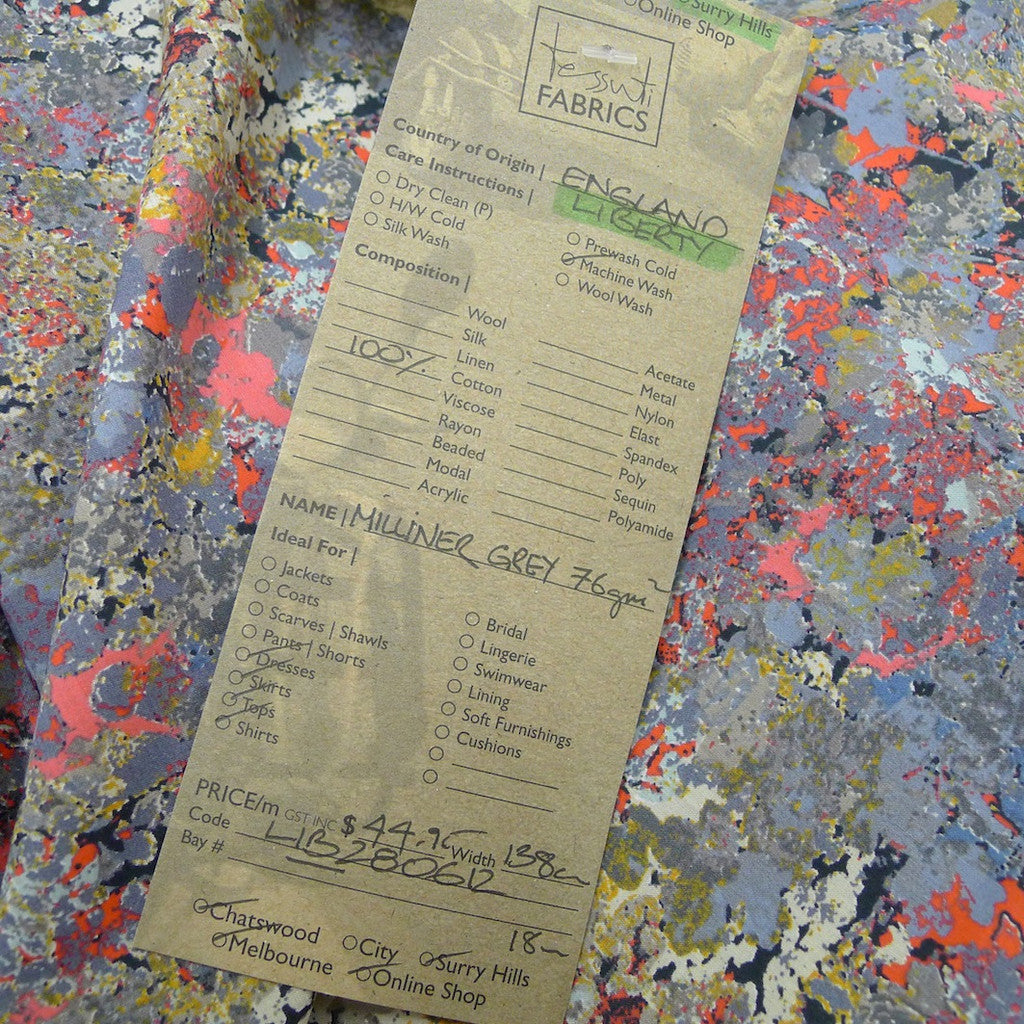 Surry Hills
Online Shop
tessuti
FABRICS
Country of Origin | ENGLAND
Care Instructions | LIBERTY
Dry Clean (P)
H/W Cold
Silk Wash
Prewash Cold
Machine Wash
Wool Wash
Composition |
Wool
Silk
Linen
100% Cotton
Viscose
Rayon
Beaded
Modal
Acrylic
Acetate
Metal
Nylon
Elast
Spandex
Poly
Sequin
Polyamide
NAME | MILLINER GREY 76gm²
Ideal For |
Jackets
Coats
Scarves | Shawls
Pants | Shorts
Dresses
Skirts
Tops
Shirts
Bridal
Lingerie
Swimwear
Lining
Soft Furnishings
Cushions
PRICE/m GST INC $44.95 Width 138cm
Code LIB280612
Bay #
18m
Chatswood City Surry Hills
Melbourne Online Shop